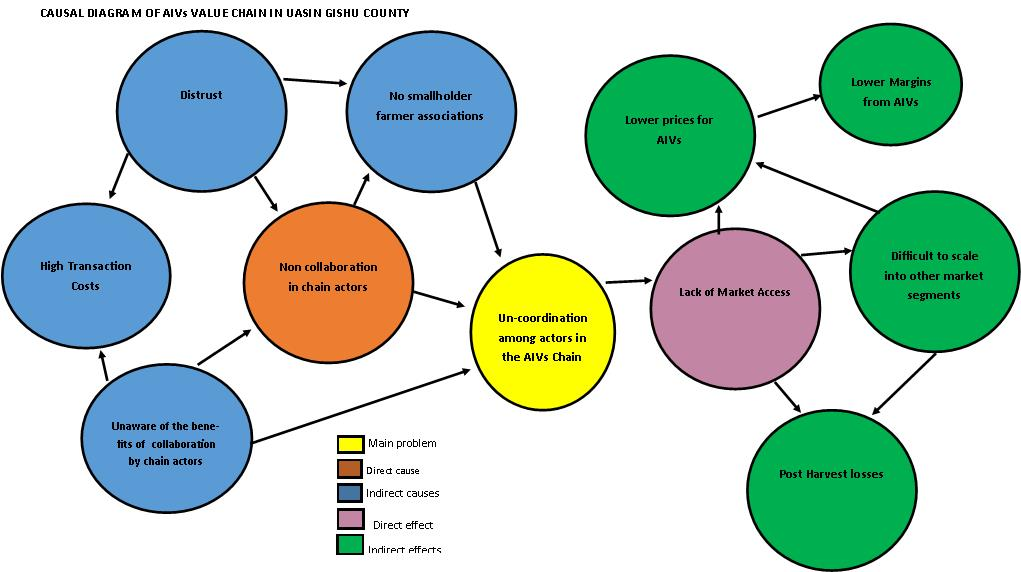 CAUSAL DIAGRAM OF AIVs VALUE CHAIN IN UASIN GISHU COUNTY
Distrust
No smallholder
farmer associations
Lower prices for
AIVs
Lower Margins
from AIVs
High Transaction
Costs
Non collaboration
in chain actors
Un-coordination
among actors in
the AIVs Chain
Lack of Market Access
Difficult to scale
into other market
segments
Unaware of the bene-
fits of collaboration
by chain actors
Post Harvest losses
Main problem
Direct cause
Indirect causes
Direct effect
Indirect effects